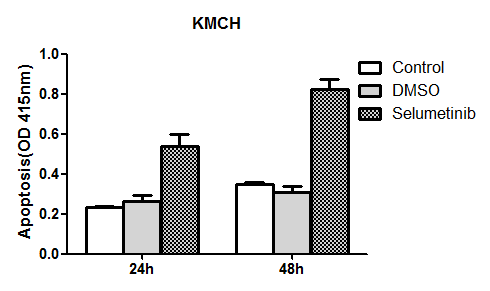 KMCH
Apoptosis(OD 415nm)
1.0
0.8
0.6
0.4
0.2
0.0
24h
48h
Control
DMSO
Selumetinib